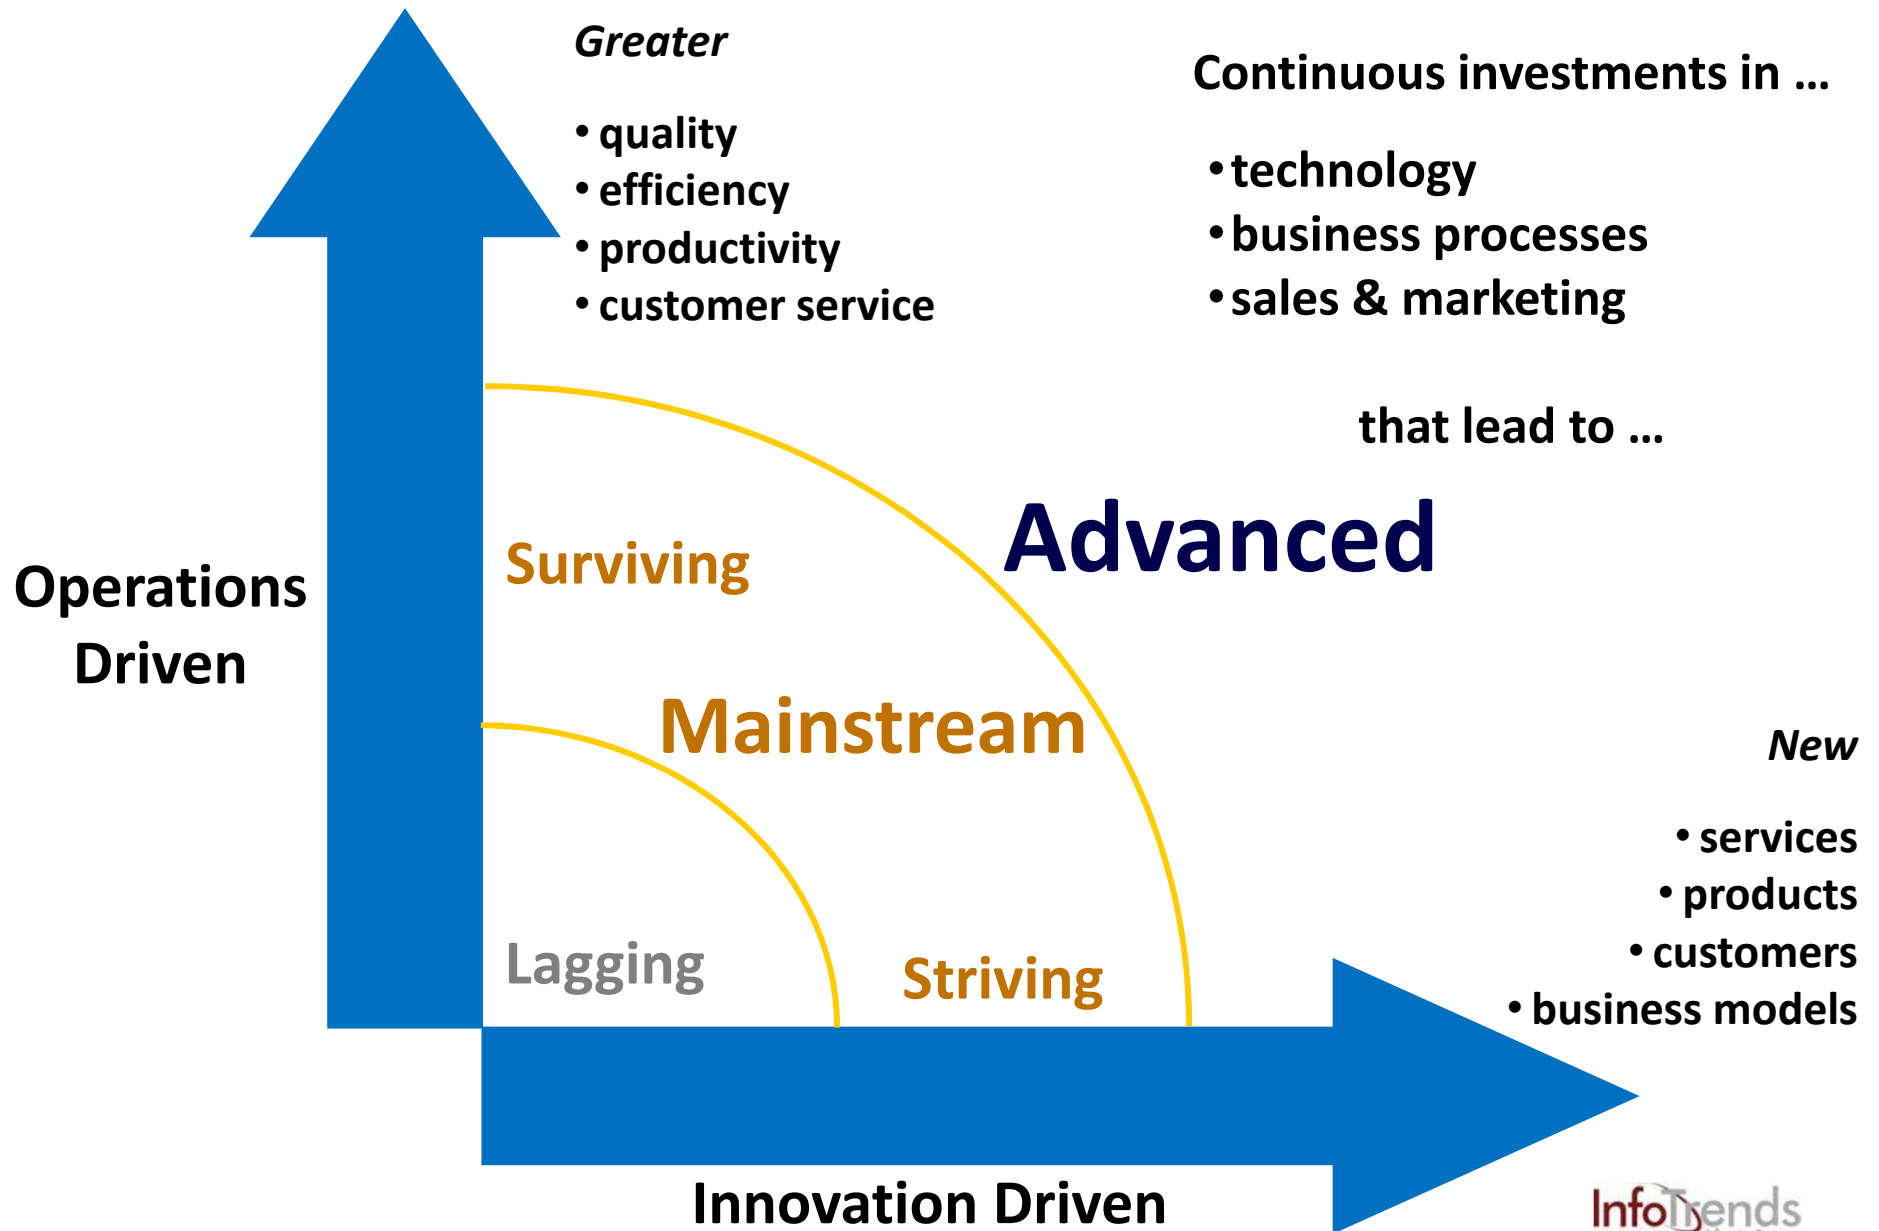 Greater
• quality
• efficiency
• productivity
• customer service
Continuous investments in ...
• technology
• business processes
• sales & marketing
that lead to ...
Advanced
Surviving
Operations
Driven
Mainstream
Lagging
Striving
New
• services
• products
• customers
• business models
Innovation Driven
InfoTrends